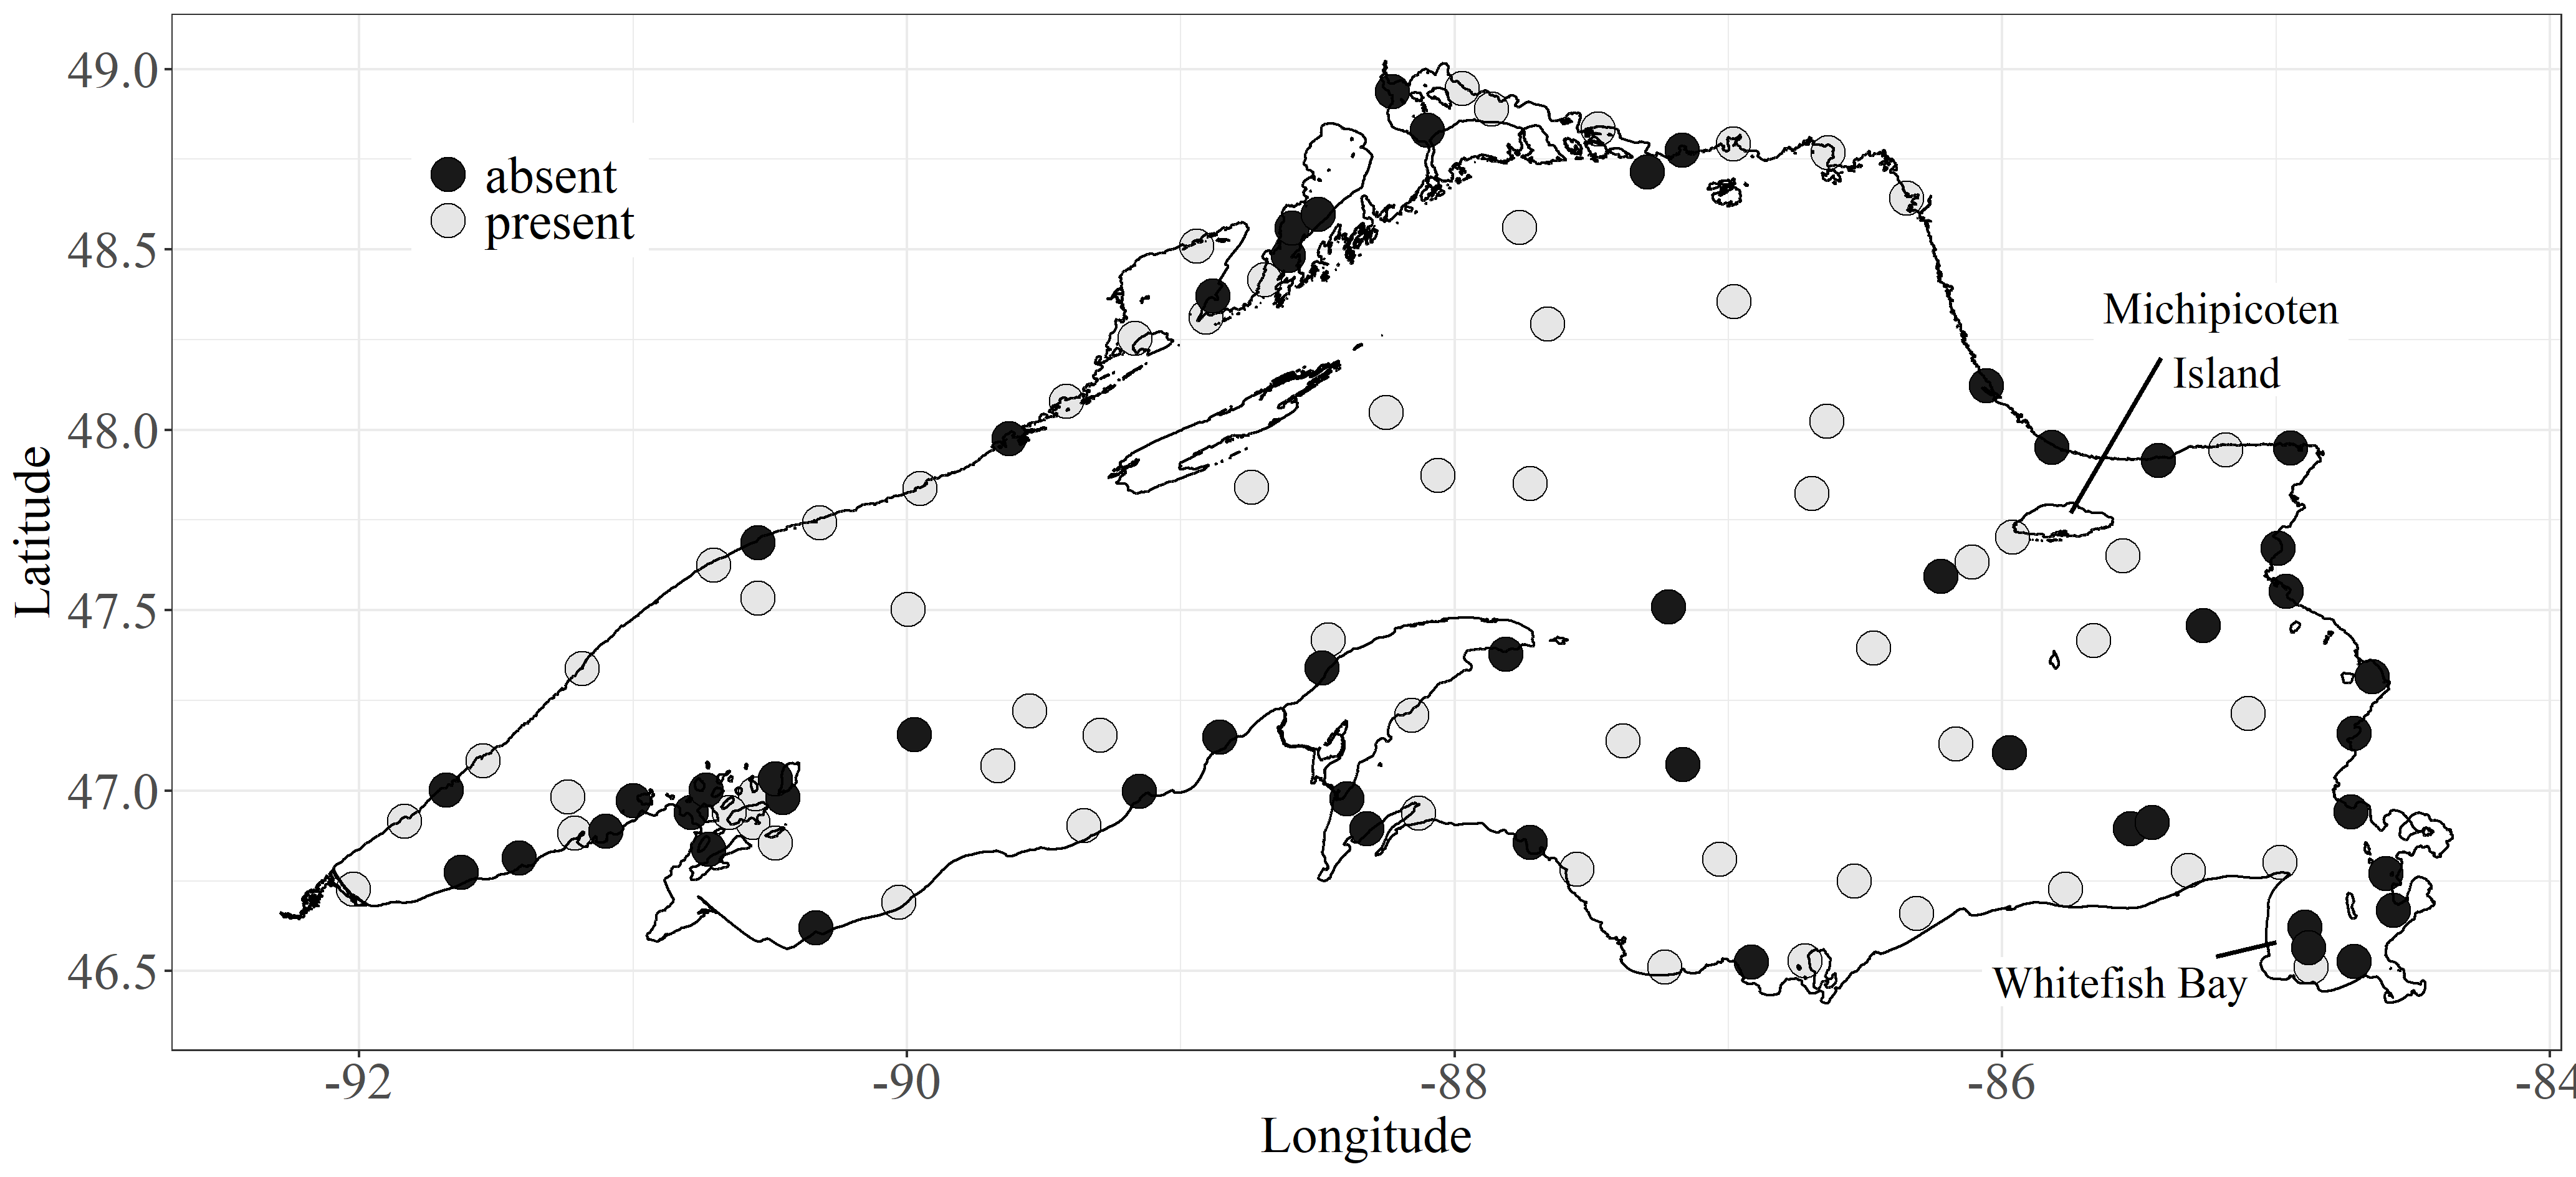 49.0
absent
present
48.5
Michipicoten
Island
48.0
Latitude
47.5
47.0
46.5
Whitefish Bay
-92
-90
-88
-86
-84
Longitude